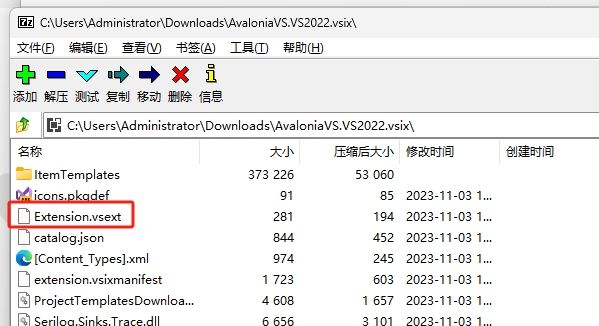 C:\Users\Administrator\Downloads\AvaloniaVS.VS2022.vsix\
文件(F) 编辑(E) 查看(V) 书签(A) 工具(T) 帮助(H)
添加 解压 测试 复制 移动 删除 信息
C:\Users\Administrator\Downloads\AvaloniaVS.VS2022.vsix\
名称 大小 压缩后大小 修改时间 创建时间
ItemTemplates 373 226 53 060
icons.pkgdef 91 85 2023-11-03 1...
Extension.vsext 281 194 2023-11-03 1...
catalog.json 844 452 2023-11-03 1...
[Content_Types].xml 974 245 2023-11-03 1...
extension.vsixmanifest 1 723 603 2023-11-03 1...
ProjectTemplatesDownloa... 4 608 1 657 2023-11-03 1...
Serilog.Sinks.Trace.dll 6 656 3 101 2023-11-03 1...